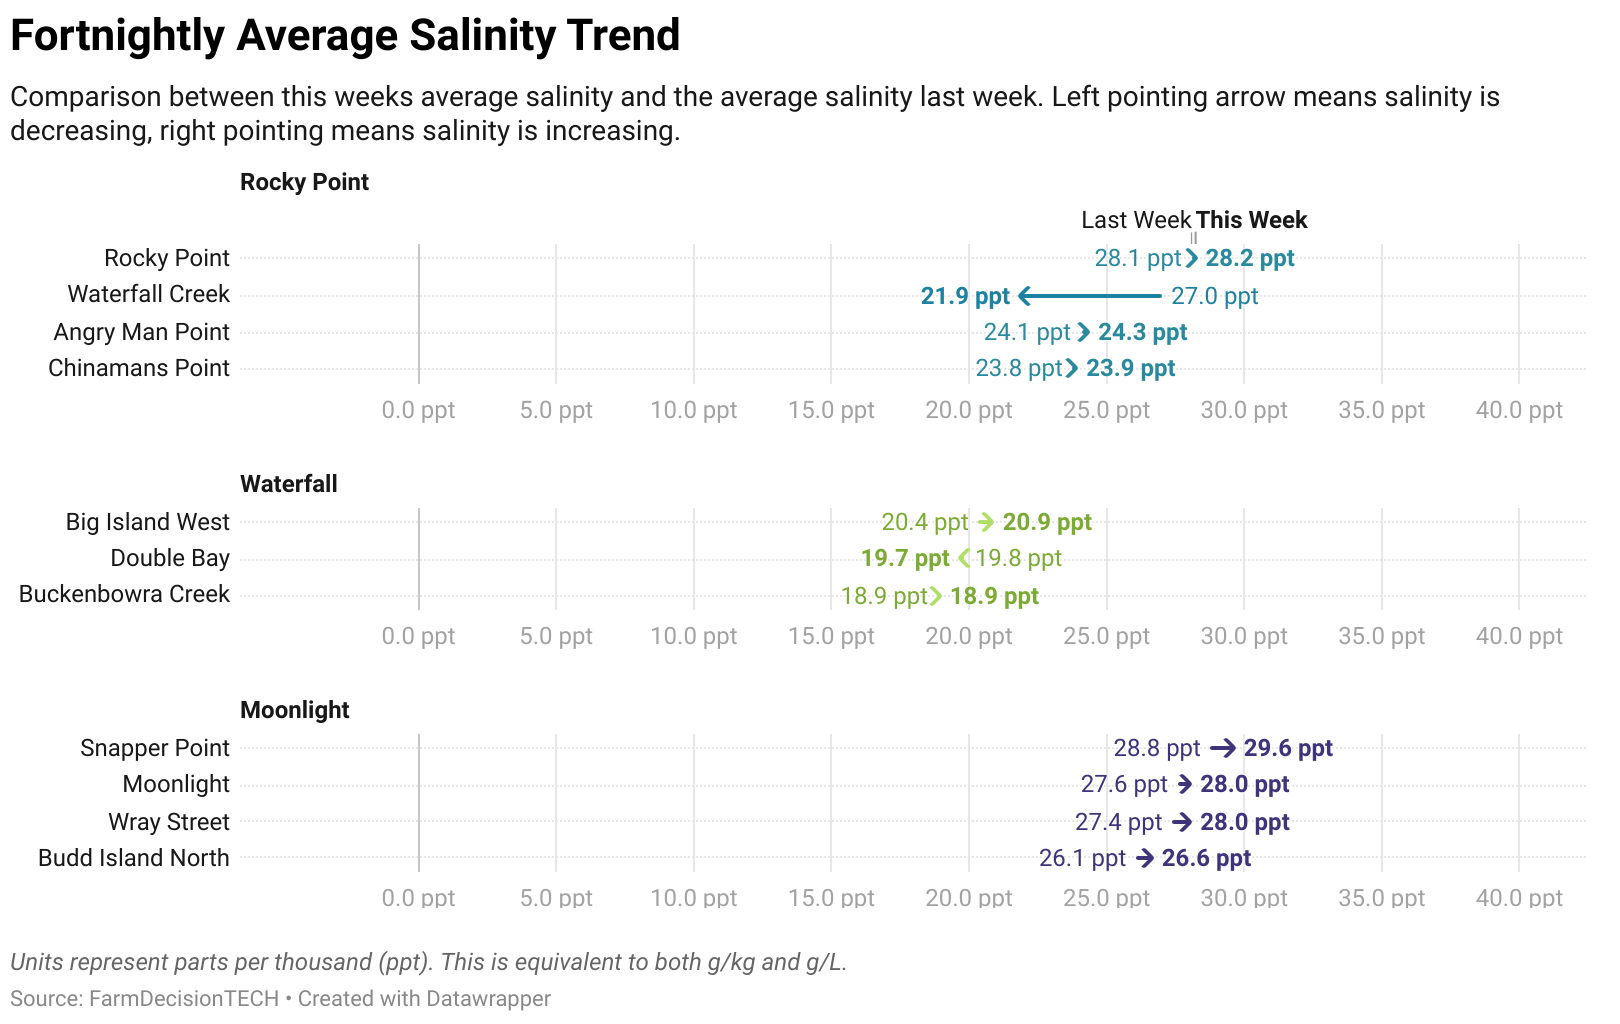 Fortnightly Average Salinity Trend
Comparison between this weeks average salinity and the average salinity last week. Left pointing arrow means salinity is
decreasing, right pointing means salinity is increasing.
Rocky Point
Last Week This Week
Rocky Point 28.1 ppt 28.2 ppt
Waterfall Creek 21.9 ppt 27.0 ppt
Angry Man Point 24.1 ppt 24.3 ppt
Chinamans Point 23.8 ppt 23.9 ppt
0.0 ppt 5.0 ppt 10.0 ppt 15.0 ppt 20.0 ppt 25.0 ppt 30.0 ppt 35.0 ppt 40.0 ppt
Waterfall
Big Island West 20.4 ppt 20.9 ppt
Double Bay 19.7 ppt 19.8 ppt
Buckenbowra Creek 18.9 ppt 18.9 ppt
0.0 ppt 5.0 ppt 10.0 ppt 15.0 ppt 20.0 ppt 25.0 ppt 30.0 ppt 35.0 ppt 40.0 ppt
Moonlight
Snapper Point 28.8 ppt 29.6 ppt
Moonlight 27.6 ppt 28.0 ppt
Wray Street 27.4 ppt 28.0 ppt
Budd Island North 26.1 ppt 26.6 ppt
0.0 ppt 5.0 ppt 10.0 ppt 15.0 ppt 20.0 ppt 25.0 ppt 30.0 ppt 35.0 ppt 40.0 ppt
Units represent parts per thousand (ppt). This is equivalent to both g/kg and g/L.
Source: FarmDecisionTECH • Created with Datawrapper